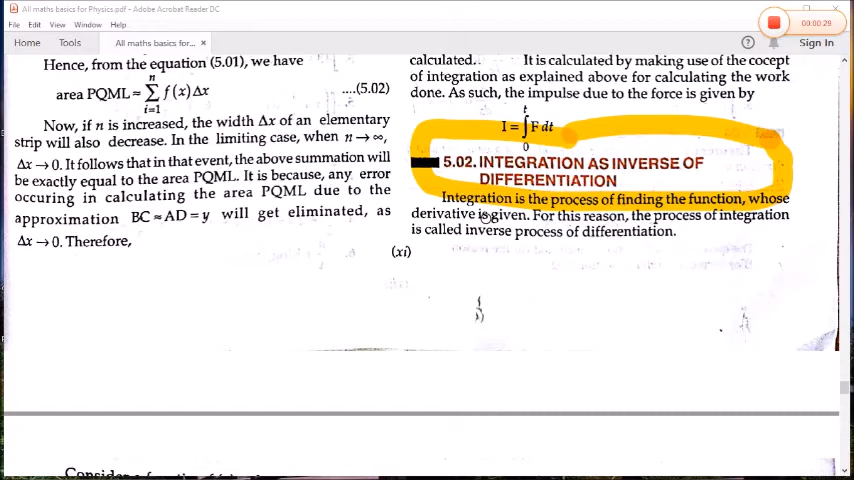 All maths basics for Physics.pdf - Adobe Acrobat Reader DC
File Edit View Window Help
Home Tools All maths basics for... × Sign In
00:00:29
Hence, from the equation (5.01), we have
area PQML ≈ n ∑ i=1 f(x) Δx ....(5.02)
Now, if n is increased, the width Δx of an elementary
strip will also decrease. In the limiting case, when n → ∞,
Δx → 0. It follows that in that event, the above summation will
be exactly equal to the area PQML. It is because, any error
occuring in calculating the area PQML due to the
approximation BC ≈ AD = y will get eliminated, as
Δx → 0. Therefore,
calculated. It is calculated by making use of the cocept
of integration as explained above for calculating the work
done. As such, the impulse due to the force is given by
t
I = ∫ F dt
0
5.02. INTEGRATION AS INVERSE OF
DIFFERENTIATION
Integration is the process of finding the function, whose
derivative is given. For this reason, the process of integration
is called inverse process of differentiation.
(xi)